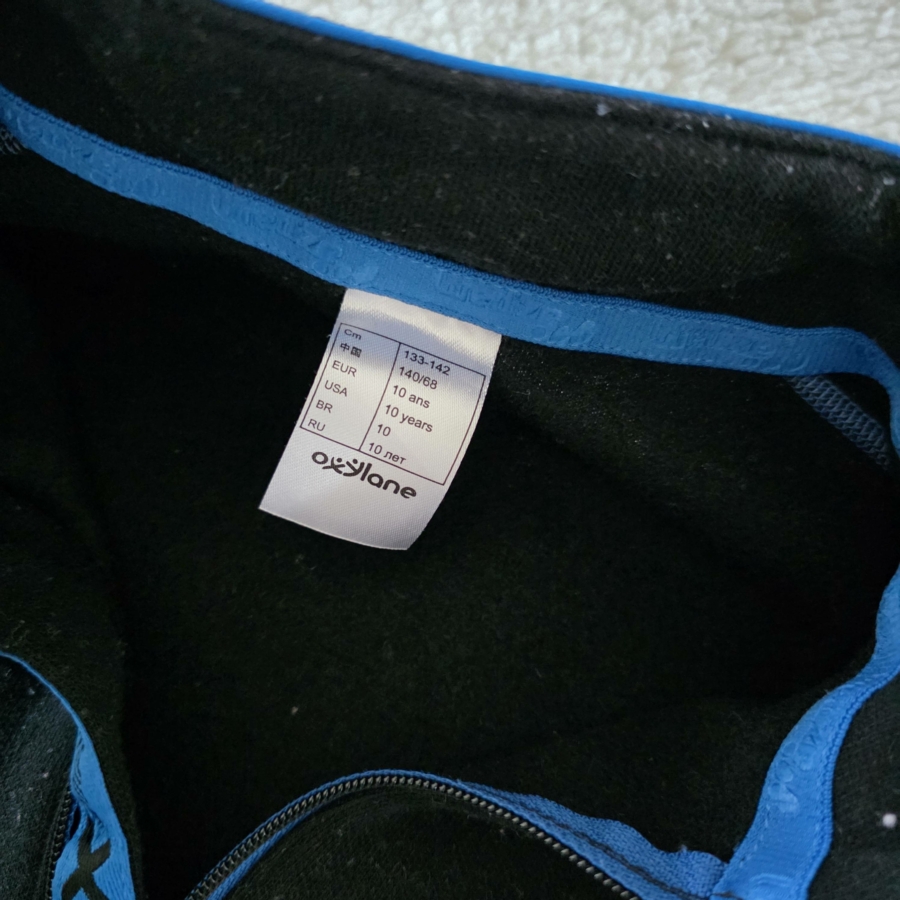 Cm 133-142
中国 140/68
EUR 10 ans
USA 10 years
BR 10
RU 10 лет
oxylane